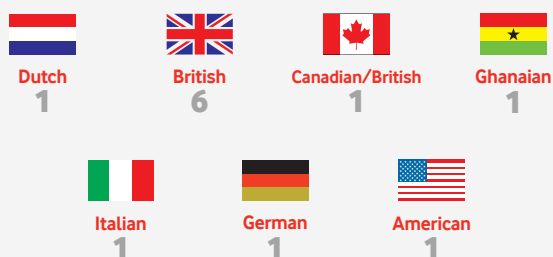 Dutch British Canadian/British Ghanaian
1 6 1 1
Italian German American
1 1 1